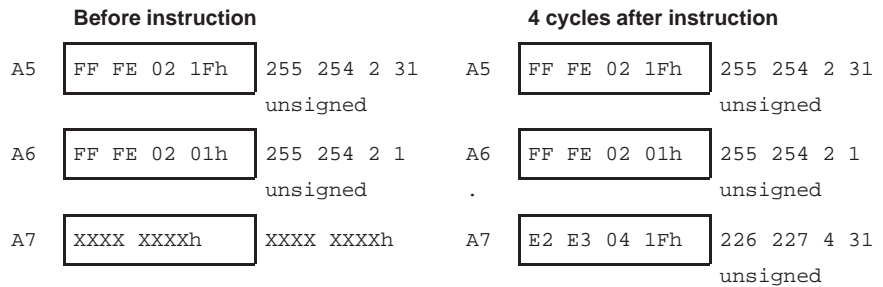 Before instruction 4 cycles after instruction
A5 FF FE 02 1Fh 255 254 2 31 A5 FF FE 02 1Fh 255 254 2 31
unsigned unsigned
A6 FF FE 02 01h 255 254 2 1 A6 FF FE 02 01h 255 254 2 1
unsigned . unsigned
A7 XXXX XXXXh XXXX XXXXh A7 E2 E3 04 1Fh 226 227 4 31
unsigned